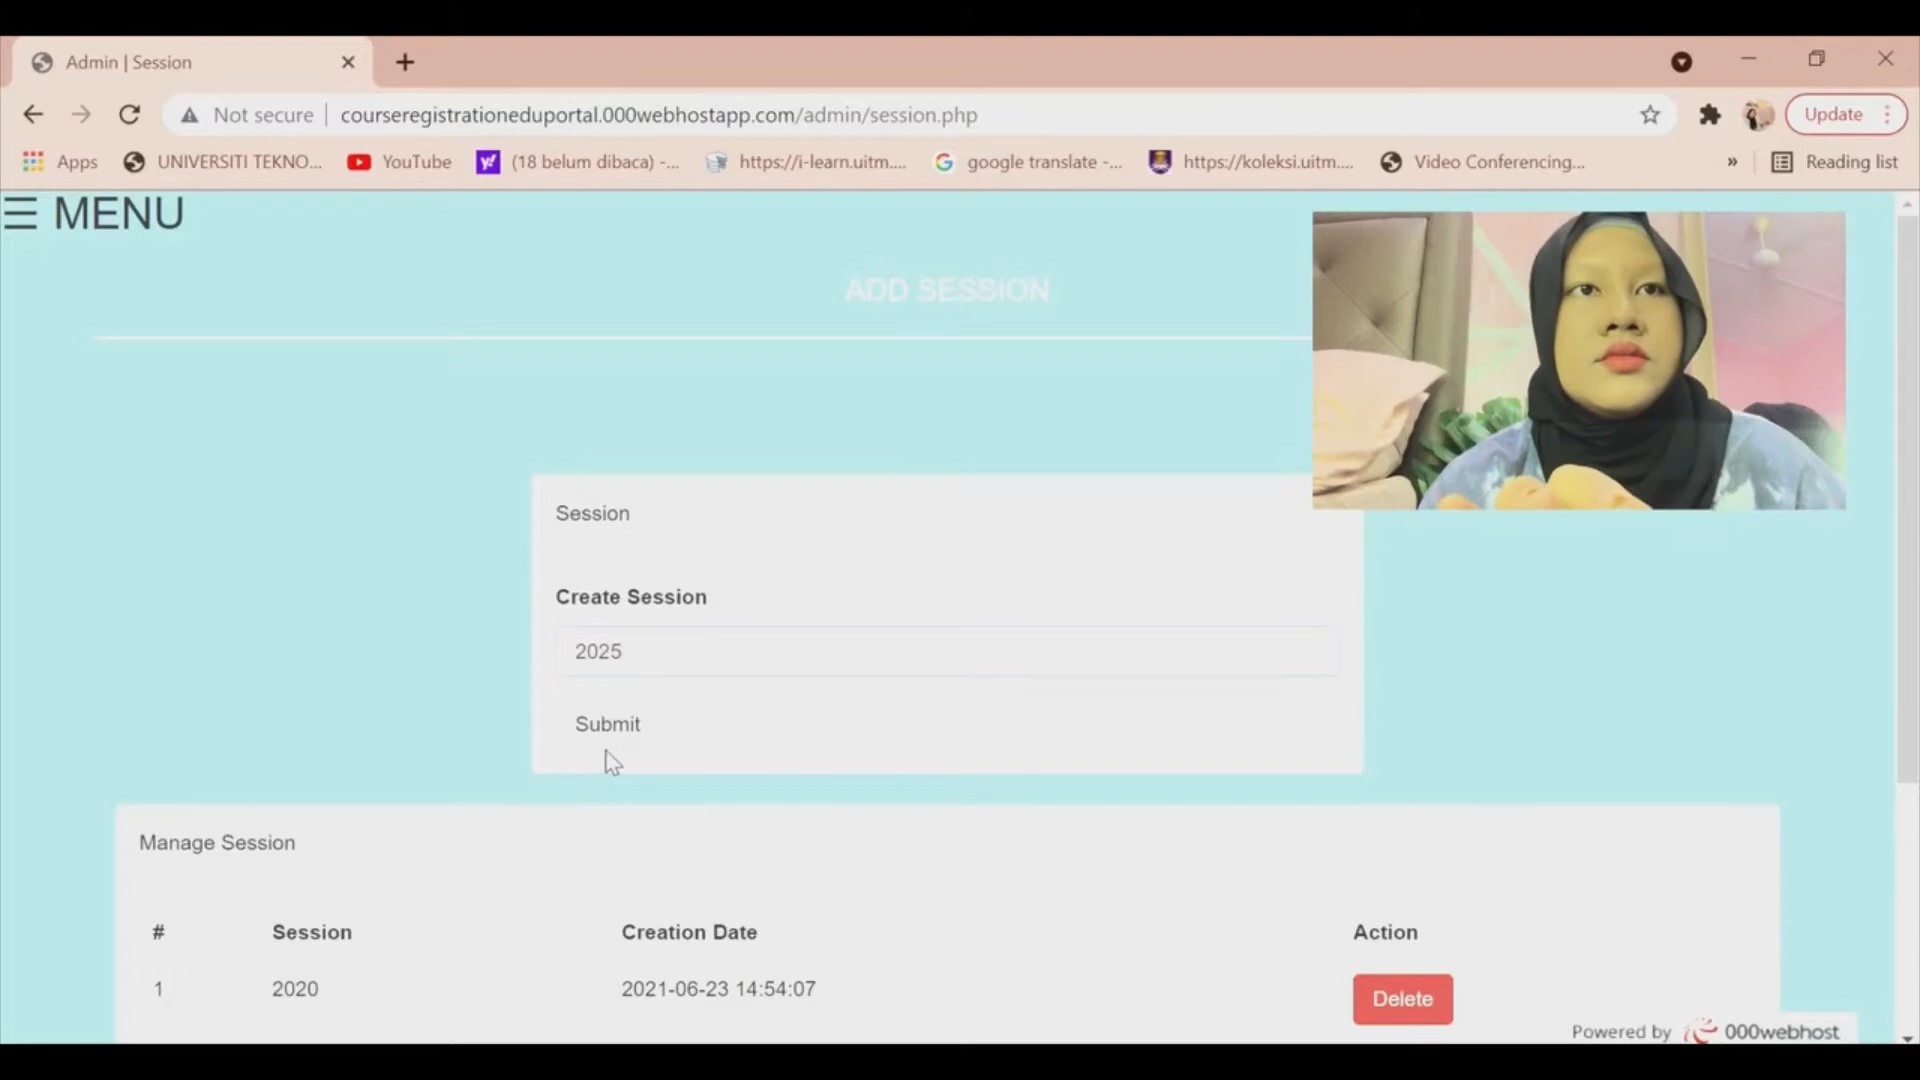 Admin | Session
Not secure
courseregistrationeduportal.000webhostapp.com/admin/session.php
Update
Apps
UNIVERSITI TEKNO...
YouTube
(18 belum dibaca) -...
https://i-learn.uitm....
google translate -...
https://koleksi.uitm....
Video Conferencing...
»
Reading list
MENU
ADD SESSION
Session
Create Session
2025
Submit
Manage Session
# Session Creation Date Action
1 2020 2021-06-23 14:54:07 Delete
Powered by 000webhost